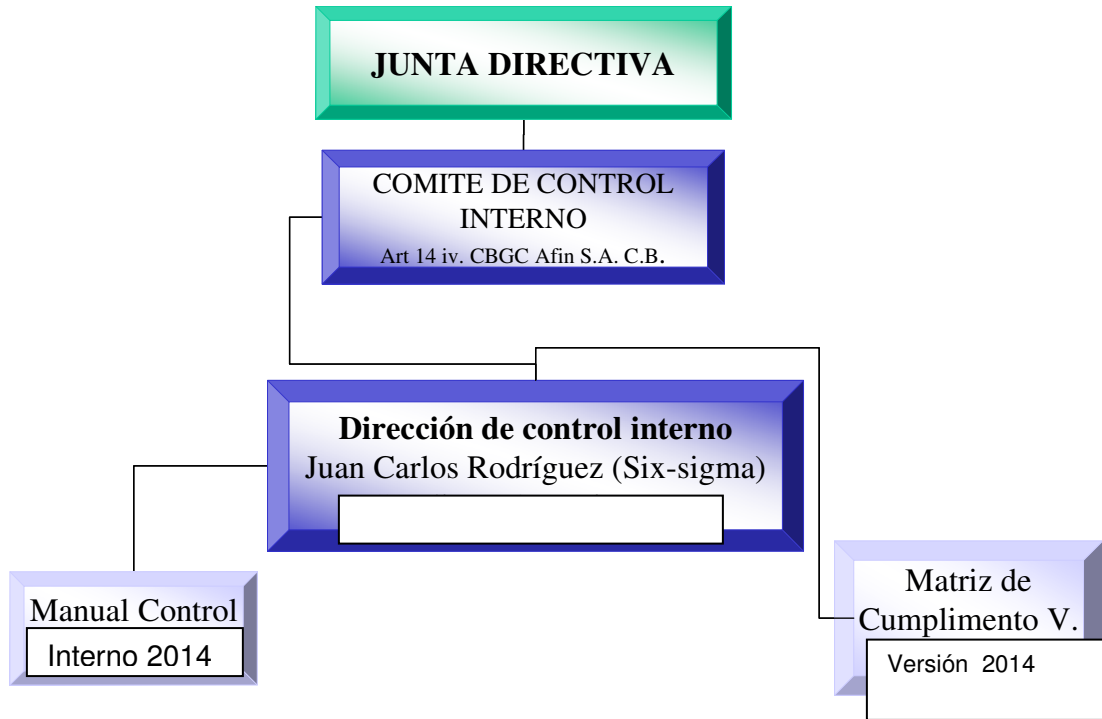 JUNTA DIRECTIVA
COMITE DE CONTROL
INTERNO
Art 14 iv. CBGC Afin S.A. C.B.
Dirección de control interno
Juan Carlos Rodríguez (Six-sigma)
Manual Control
Interno 2014
Matriz de
Cumplimento V.
Versión 2014